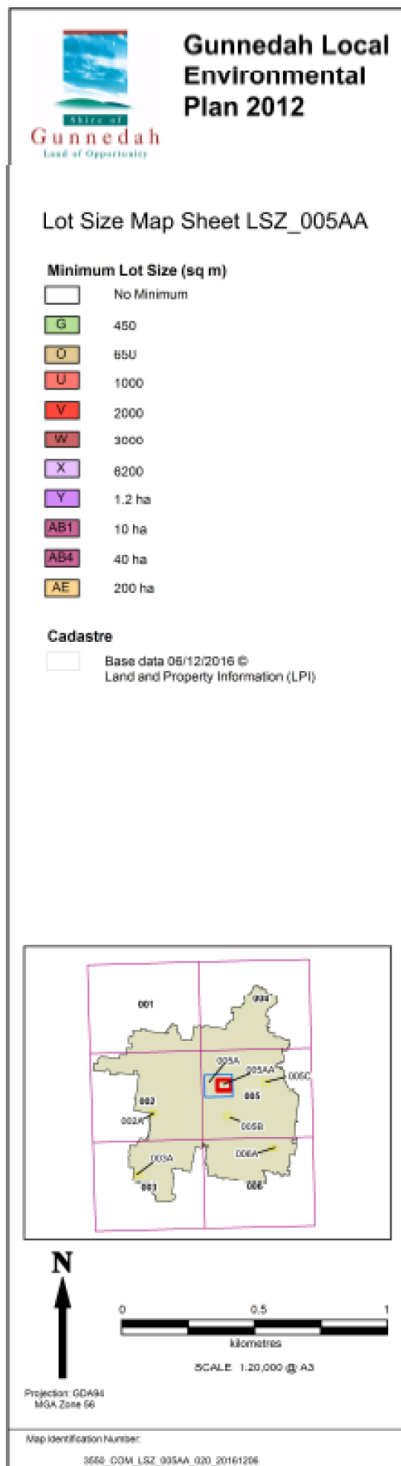 Shire of
Gunnedah
Land of Opportunity
Gunnedah Local
Environmental
Plan 2012
Lot Size Map Sheet LSZ_005AA
Minimum Lot Size (sq m)
No Minimum
G 450
O 650
U 1000
V 2000
W 3000
X 6200
Y 1.2 ha
AB1 10 ha
AB4 40 ha
AE 200 ha
Cadastre
Base data 06/12/2016 ©
Land and Property Information (LPI)
001
004
005A
005AA
005C
002
005
002A
005B
003A
006A
003
006
N
0 0.5 1
kilometres
SCALE 1:20,000 @ A3
Projection: GDA94
MGA Zone 56
Map Identification Number:
3550_COM_LSZ_005AA_020_20161206